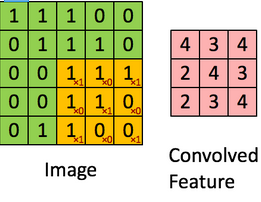 1 1 1 0 0
0 1 1 1 0 4 3 4
0 0 1×1 1×0 1×1 2 4 3
0 0 1×0 1×1 0×0 2 3 4
0 1 1×1 0×0 0×1
Image
Convolved
Feature